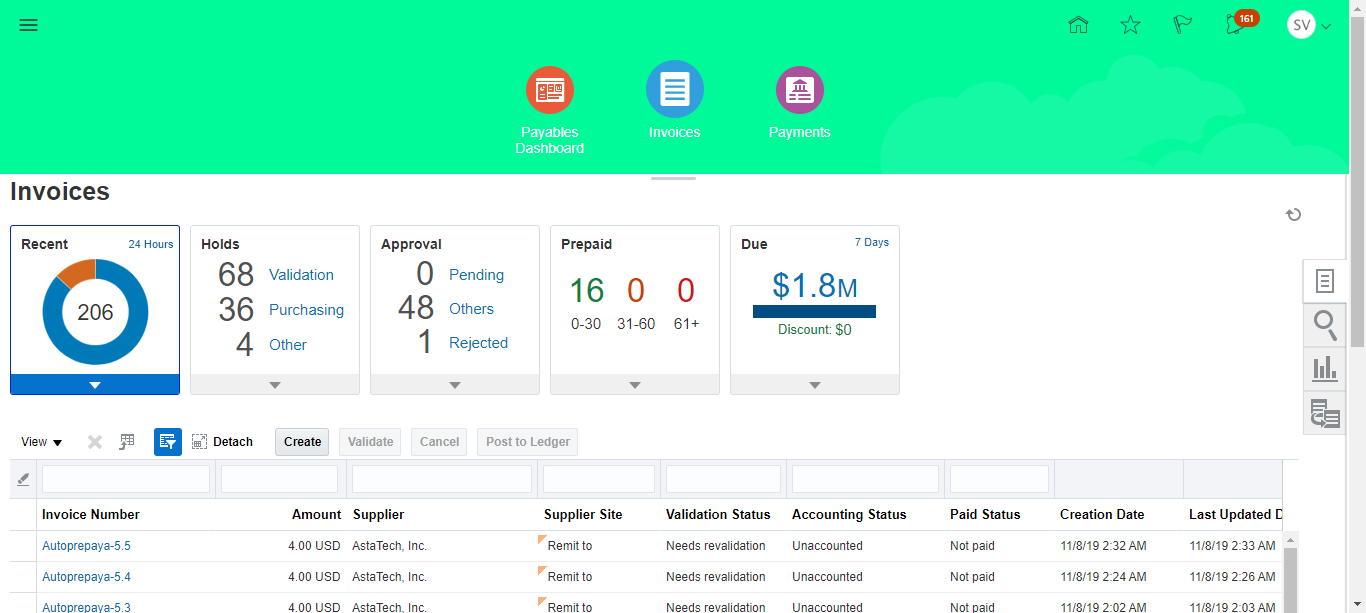 161
SV
Payables
Dashboard
Invoices
Payments
Invoices
Recent
24 Hours
206
Holds
68 Validation
36 Purchasing
4 Other
Approval
0 Pending
48 Others
1 Rejected
Prepaid
16 0 0
0-30 31-60 61+
Due
7 Days
$1.8M
Discount: $0
View
Detach
Create
Validate
Cancel
Post to Ledger
Invoice Number Amount Supplier Supplier Site Validation Status Accounting Status Paid Status Creation Date Last Updated D
Autoprepaya-5.5 4.00 USD AstaTech, Inc. Remit to Needs revalidation Unaccounted Not paid 11/8/19 2:32 AM 11/8/19 2:33 AM
Autoprepaya-5.4 4.00 USD AstaTech, Inc. Remit to Needs revalidation Unaccounted Not paid 11/8/19 2:24 AM 11/8/19 2:26 AM
Autoprepaya-5.3 4.00 USD AstaTech, Inc. Remit to Needs revalidation Unaccounted Not paid 11/8/19 2:02 AM 11/8/19 2:03 AM